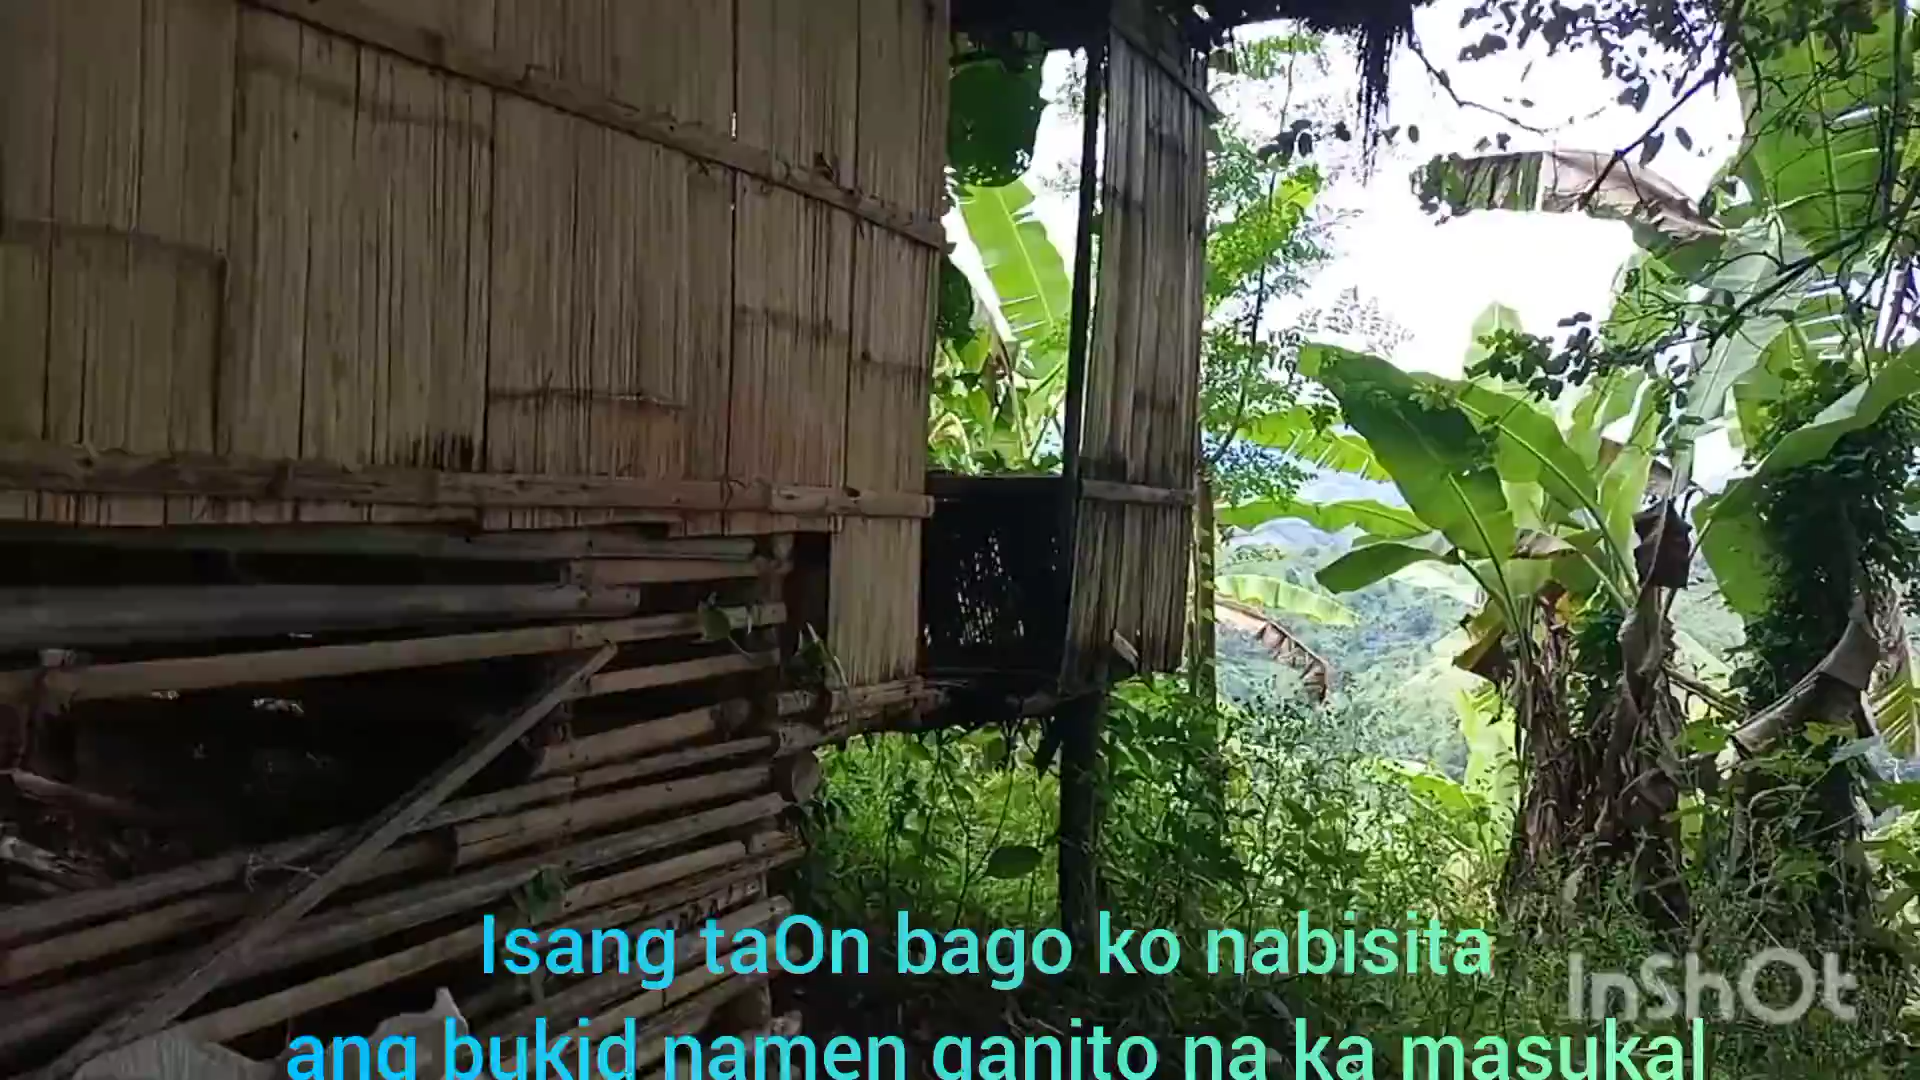 Isang taOn bago ko nabisita
ang bukid namen ganito na ka masukal
InShOt